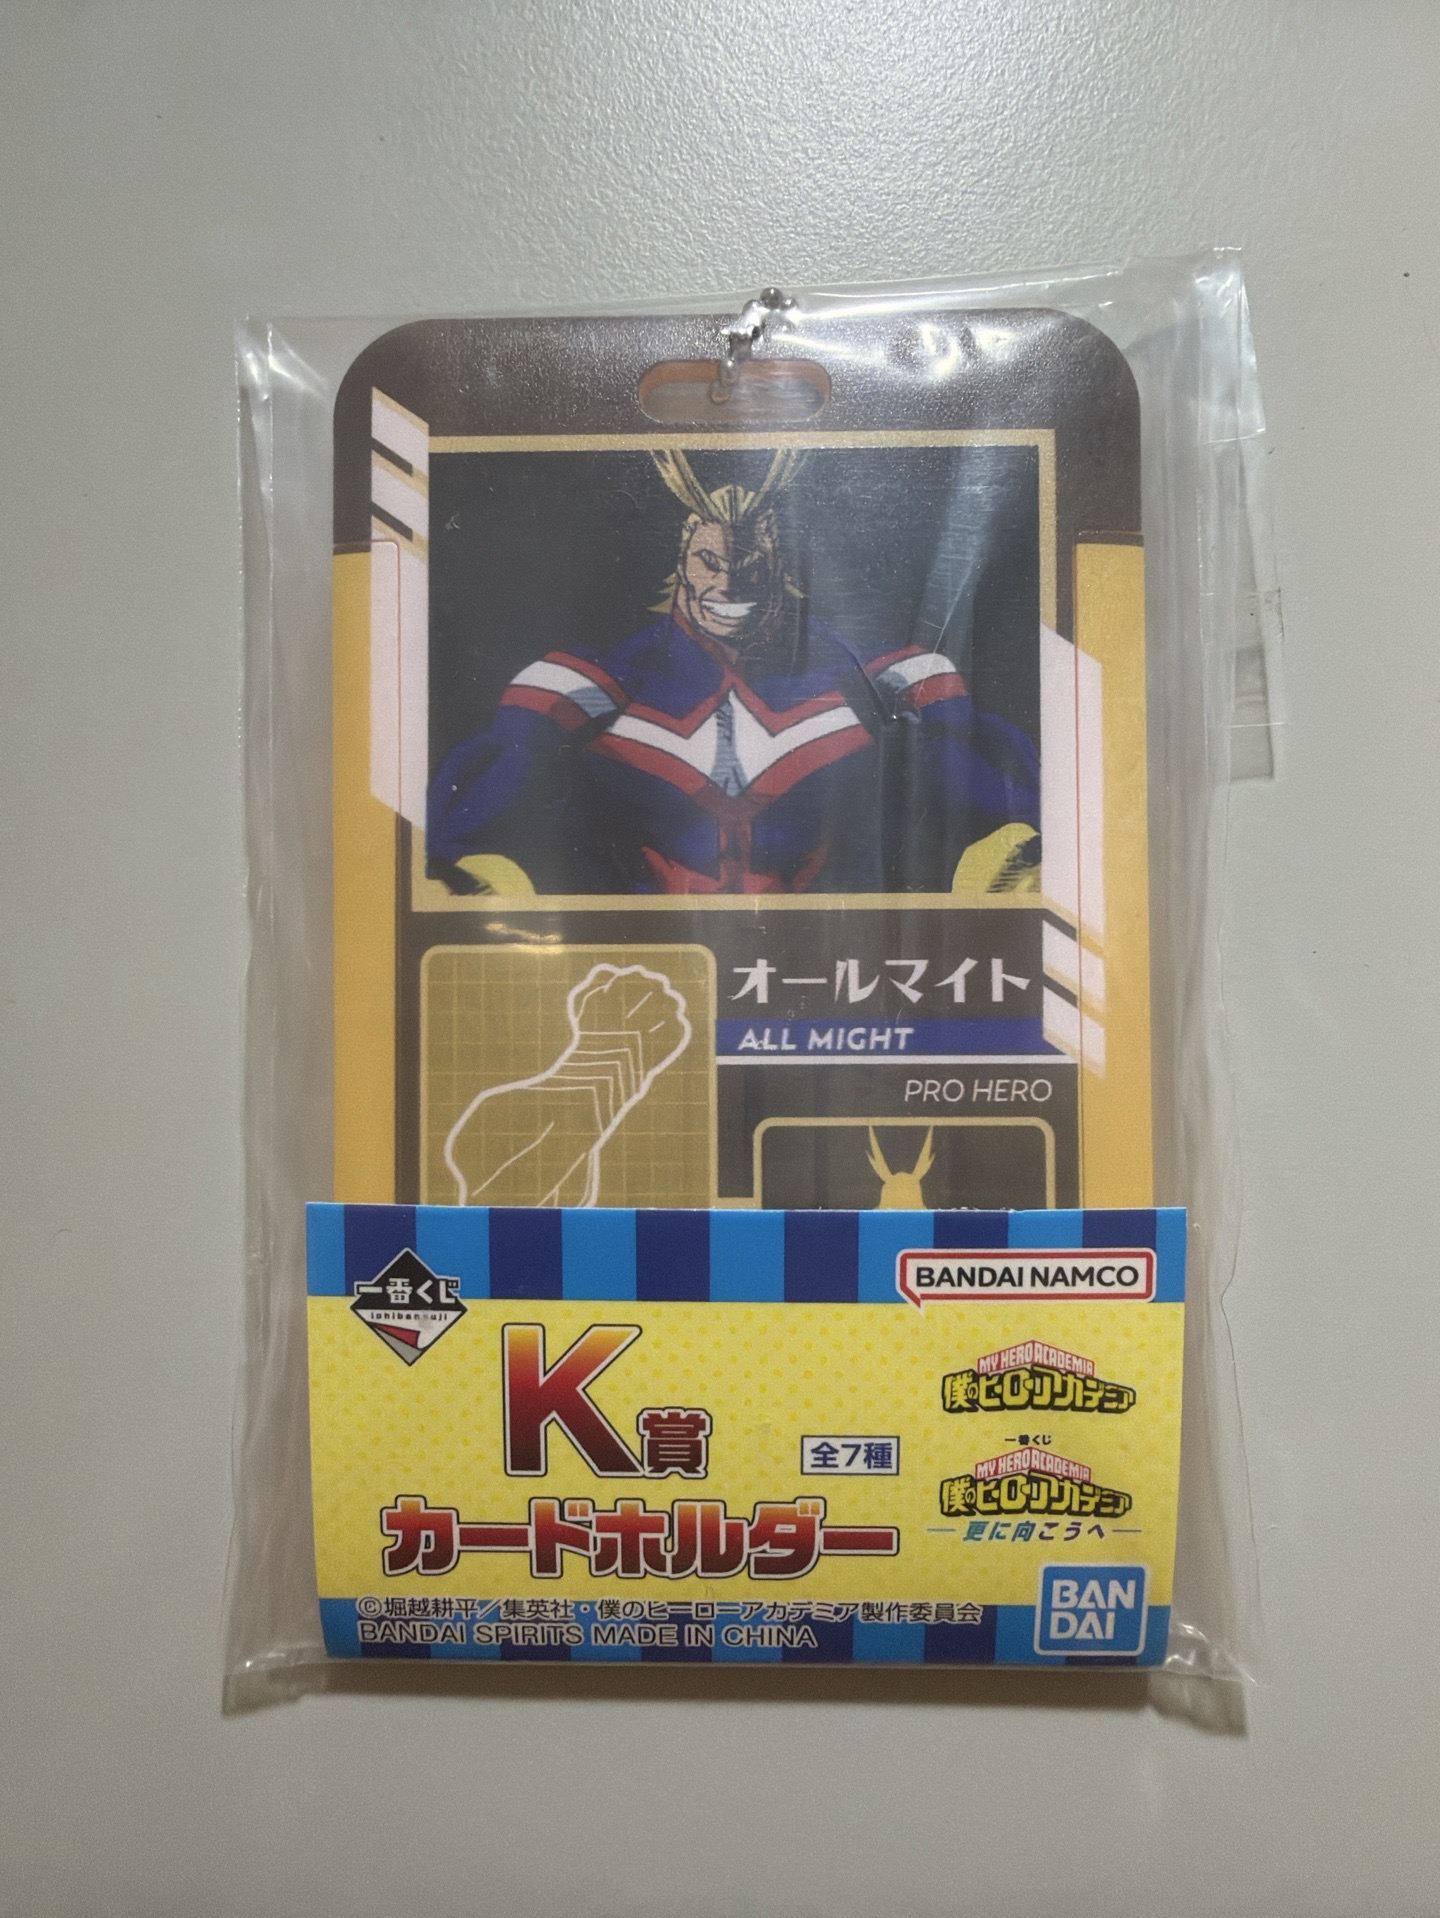 オールマイト
ALL MIGHT
PRO HERO
一番くじ
ichibankuji
BANDAI NAMCO
K賞
全7種
カードホルダー
MY HERO ACADEMIA
僕のヒーローアカデミア
一番くじ
MY HERO ACADEMIA
僕のヒーローアカデミア
更に向こうへ
©堀越耕平／集英社・僕のヒーローアカデミア製作委員会
BANDAI SPIRITS MADE IN CHINA
BAN
DAI